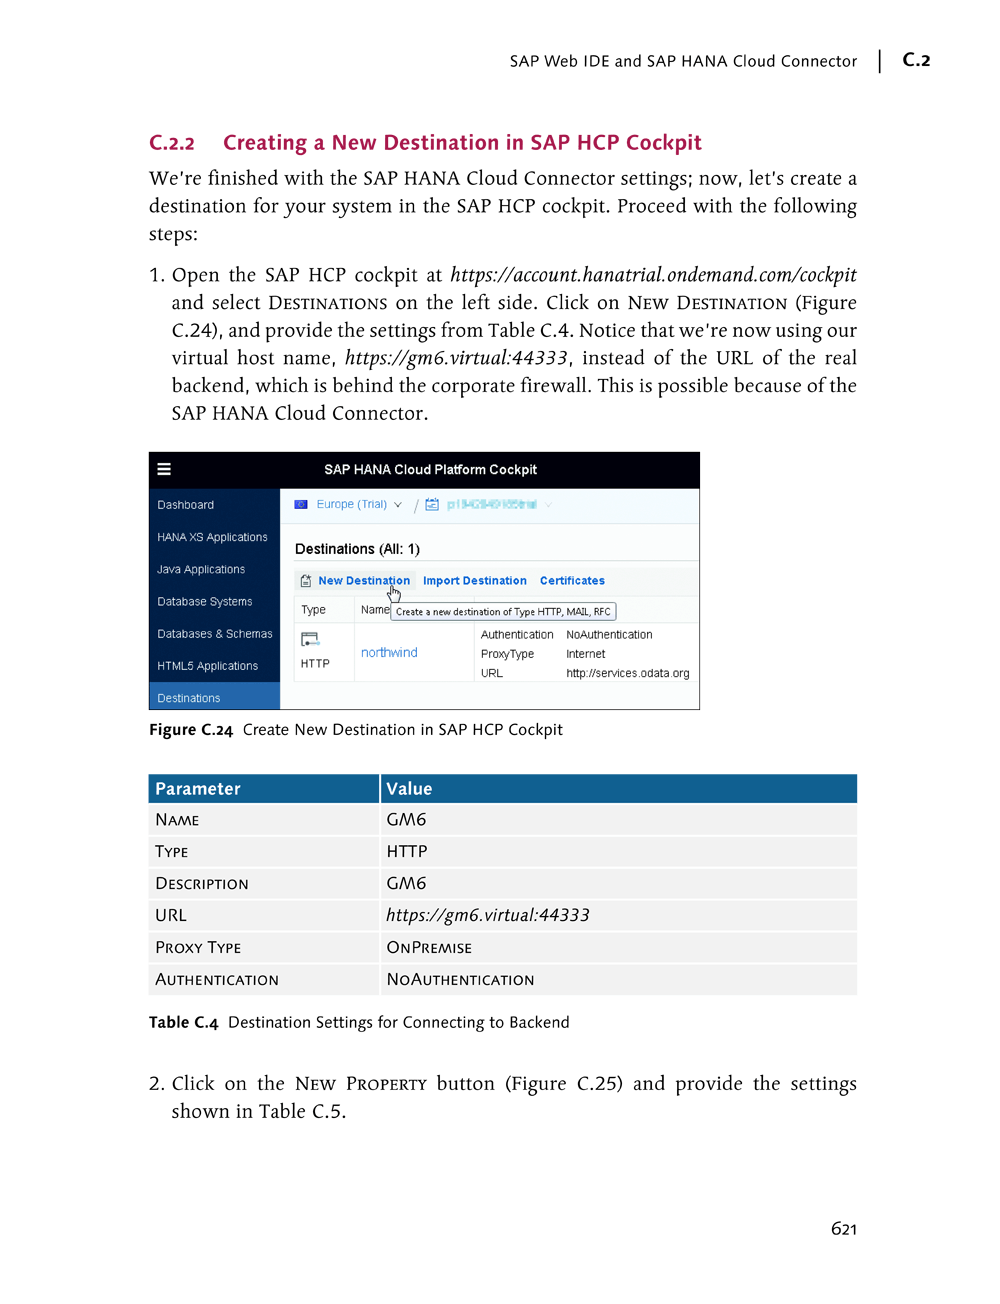 SAP Web IDE and SAP HANA Cloud Connector | C.2
C.2.2 Creating a New Destination in SAP HCP Cockpit
We're finished with the SAP HANA Cloud Connector settings; now, let's create a
destination for your system in the SAP HCP cockpit. Proceed with the following
steps:
1. Open the SAP HCP cockpit at https://account.hanatrial.ondemand.com/cockpit
and select DESTINATIONS on the left side. Click on NEW DESTINATION (Figure
C.24), and provide the settings from Table C.4. Notice that we're now using our
virtual host name, https://gm6.virtual:44333, instead of the URL of the real
backend, which is behind the corporate firewall. This is possible because of the
SAP HANA Cloud Connector.
SAP HANA Cloud Platform Cockpit
Dashboard
HANA XS Applications
Java Applications
Database Systems
Databases & Schemas
HTML5 Applications
Destinations
Europe (Trial) /
Destinations (All: 1)
New Destination Import Destination Certificates
Type Name
Create a new destination of Type HTTP, MAIL, RFC
HTTP northwind
Authentication NoAuthentication
ProxyType Internet
URL http://services.odata.org
Figure C.24 Create New Destination in SAP HCP Cockpit
Parameter Value
NAME GM6
TYPE HTTP
DESCRIPTION GM6
URL https://gm6.virtual:44333
PROXY TYPE ONPREMISE
AUTHENTICATION NOAUTHENTICATION
Table C.4 Destination Settings for Connecting to Backend
2. Click on the NEW PROPERTY button (Figure C.25) and provide the settings
shown in Table C.5.
621